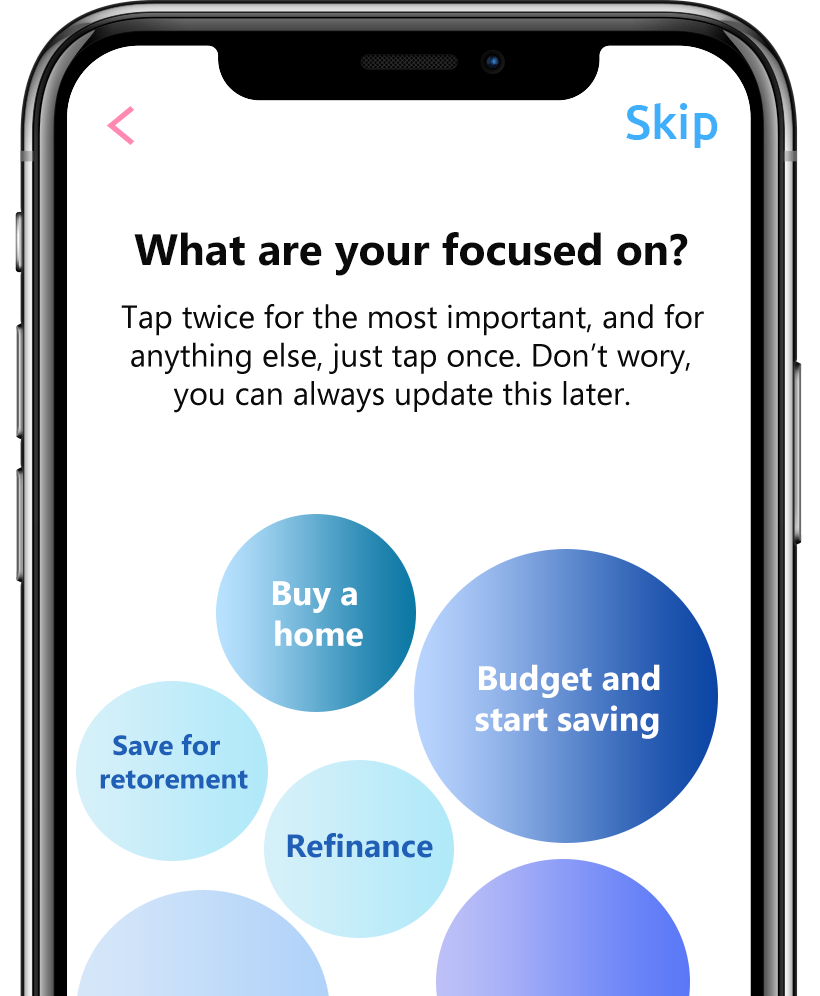 Skip
What are your focused on?
Tap twice for the most important, and for
anything else, just tap once. Don’t wory,
you can always update this later.
Buy a
home
Budget and
start saving
Save for
retorement
Refinance